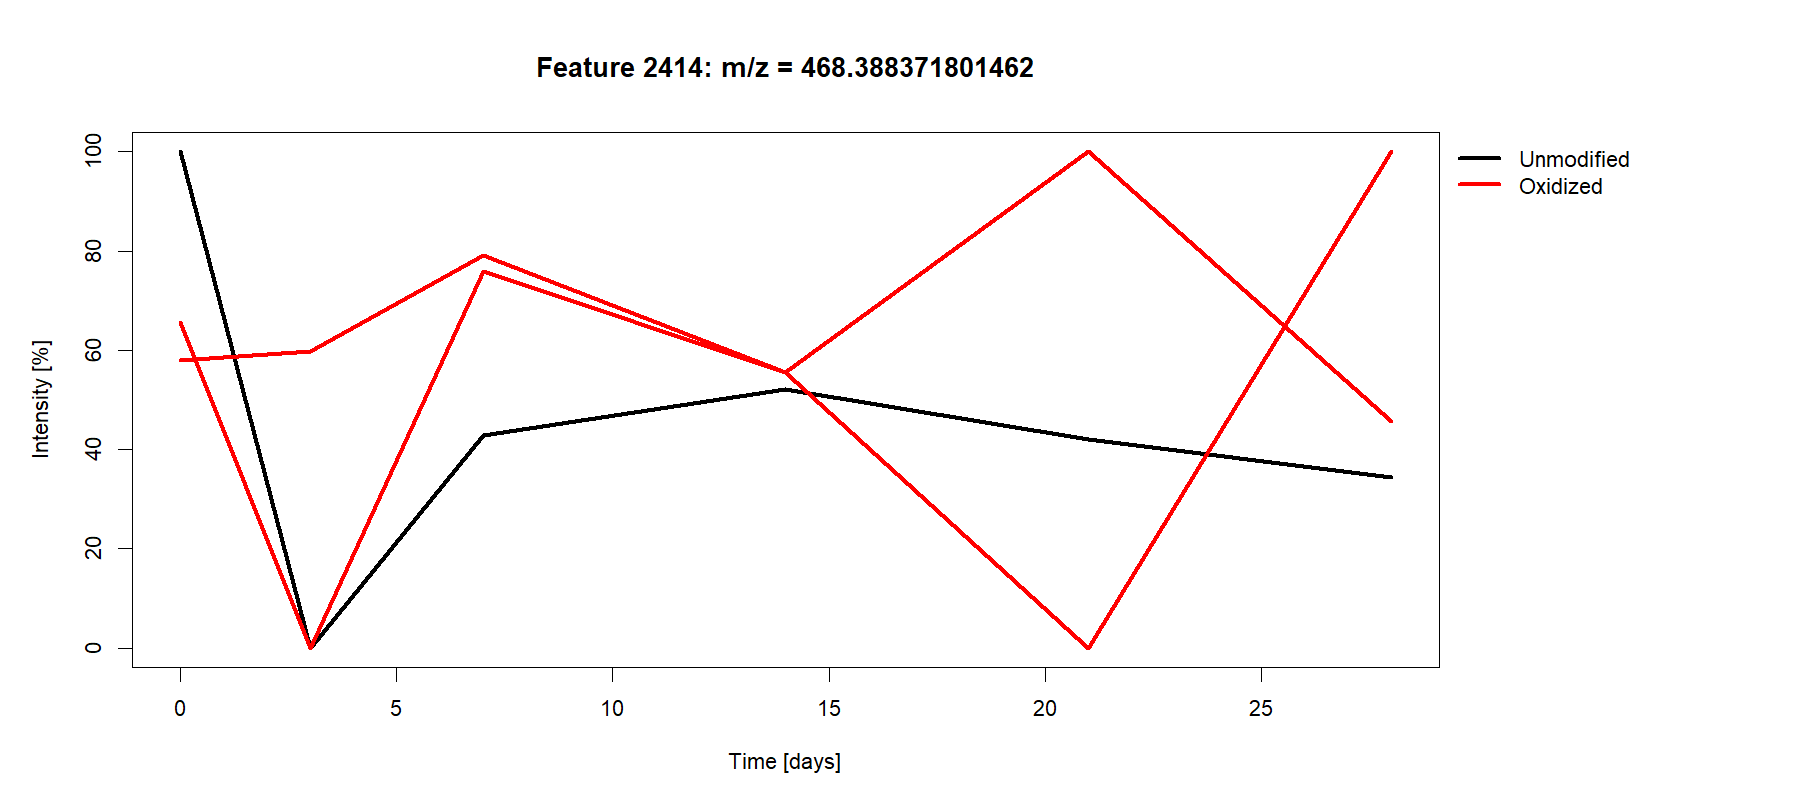 Feature 2414: m/z = 468.388371801462
Unmodified
Oxidized
Intensity [%]
100
80
60
40
20
0
0 5 10 15 20 25
Time [days]